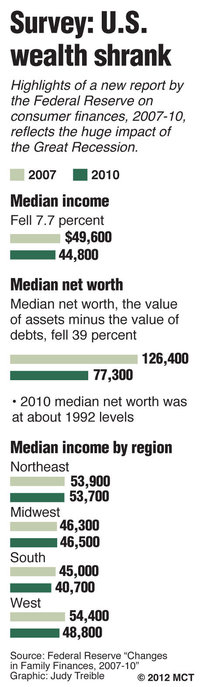 Survey: U.S.
wealth shrank
Highlights of a new report by
the Federal Reserve on
consumer finances, 2007-10,
reflects the huge impact of
the Great Recession.
2007 2010
Median income
Fell 7.7 percent
$49,600
44,800
Median net worth
Median net worth, the value
of assets minus the value of
debts, fell 39 percent
126,400
77,300
• 2010 median net worth was
at about 1992 levels
Median income by region
Northeast
53,900
53,700
Midwest
46,300
46,500
South
45,000
40,700
West
54,400
48,800
Source: Federal Reserve “Changes
in Family Finances, 2007-10”
Graphic: Judy Treible © 2012 MCT